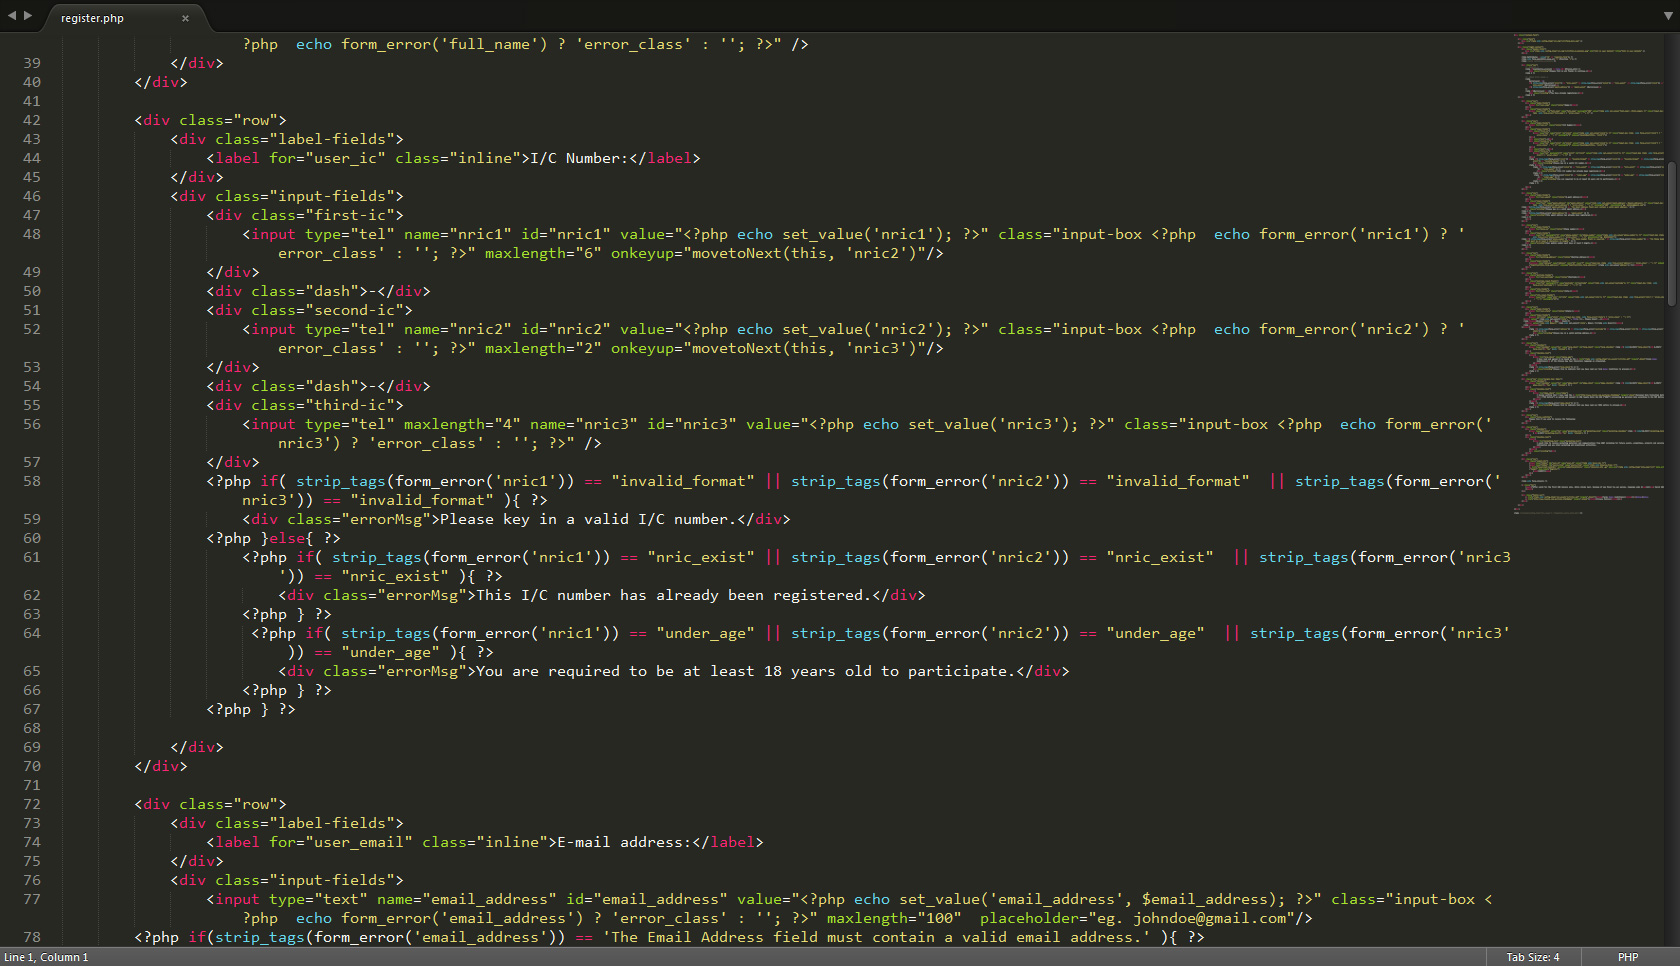 register.php ×
?php  echo form_error('full_name') ? 'error_class' : ''; ?>" />
39 </div>
40 </div>
41
42 <div class="row">
43 <div class="label-fields">
44 <label for="user_ic" class="inline">I/C Number:</label>
45 </div>
46 <div class="input-fields">
47 <div class="first-ic">
48 <input type="tel" name="nric1" id="nric1" value="<?php echo set_value('nric1'); ?>" class="input-box <?php  echo form_error('nric1') ? '
error_class' : ''; ?>" maxlength="6" onkeyup="movetoNext(this, 'nric2')"/>
49 </div>
50 <div class="dash">-</div>
51 <div class="second-ic">
52 <input type="tel" name="nric2" id="nric2" value="<?php echo set_value('nric2'); ?>" class="input-box <?php  echo form_error('nric2') ? '
error_class' : ''; ?>" maxlength="2" onkeyup="movetoNext(this, 'nric3')"/>
53 </div>
54 <div class="dash">-</div>
55 <div class="third-ic">
56 <input type="tel" maxlength="4" name="nric3" id="nric3" value="<?php echo set_value('nric3'); ?>" class="input-box <?php  echo form_error('
nric3') ? 'error_class' : ''; ?>" />
57 </div>
58 <?php if( strip_tags(form_error('nric1')) == "invalid_format" || strip_tags(form_error('nric2')) == "invalid_format"  || strip_tags(form_error('
nric3')) == "invalid_format" ){ ?>
59 <div class="errorMsg">Please key in a valid I/C number.</div>
60 <?php }else{ ?>
61 <?php if( strip_tags(form_error('nric1')) == "nric_exist" || strip_tags(form_error('nric2')) == "nric_exist"  || strip_tags(form_error('nric3
')) == "nric_exist" ){ ?>
62 <div class="errorMsg">This I/C number has already been registered.</div>
63 <?php } ?>
64 <?php if( strip_tags(form_error('nric1')) == "under_age" || strip_tags(form_error('nric2')) == "under_age"  || strip_tags(form_error('nric3'
)) == "under_age" ){ ?>
65 <div class="errorMsg">You are required to be at least 18 years old to participate.</div>
66 <?php } ?>
67 <?php } ?>
68
69 </div>
70 </div>
71
72 <div class="row">
73 <div class="label-fields">
74 <label for="user_email" class="inline">E-mail address:</label>
75 </div>
76 <div class="input-fields">
77 <input type="text" name="email_address" id="email_address" value="<?php echo set_value('email_address', $email_address); ?>" class="input-box <
?php  echo form_error('email_address') ? 'error_class' : ''; ?>" maxlength="100"  placeholder="eg. johndoe@gmail.com"/>
78 <?php if(strip_tags(form_error('email_address')) == 'The Email Address field must contain a valid email address.' ){ ?>
Line 1, Column 1 Tab Size: 4 PHP